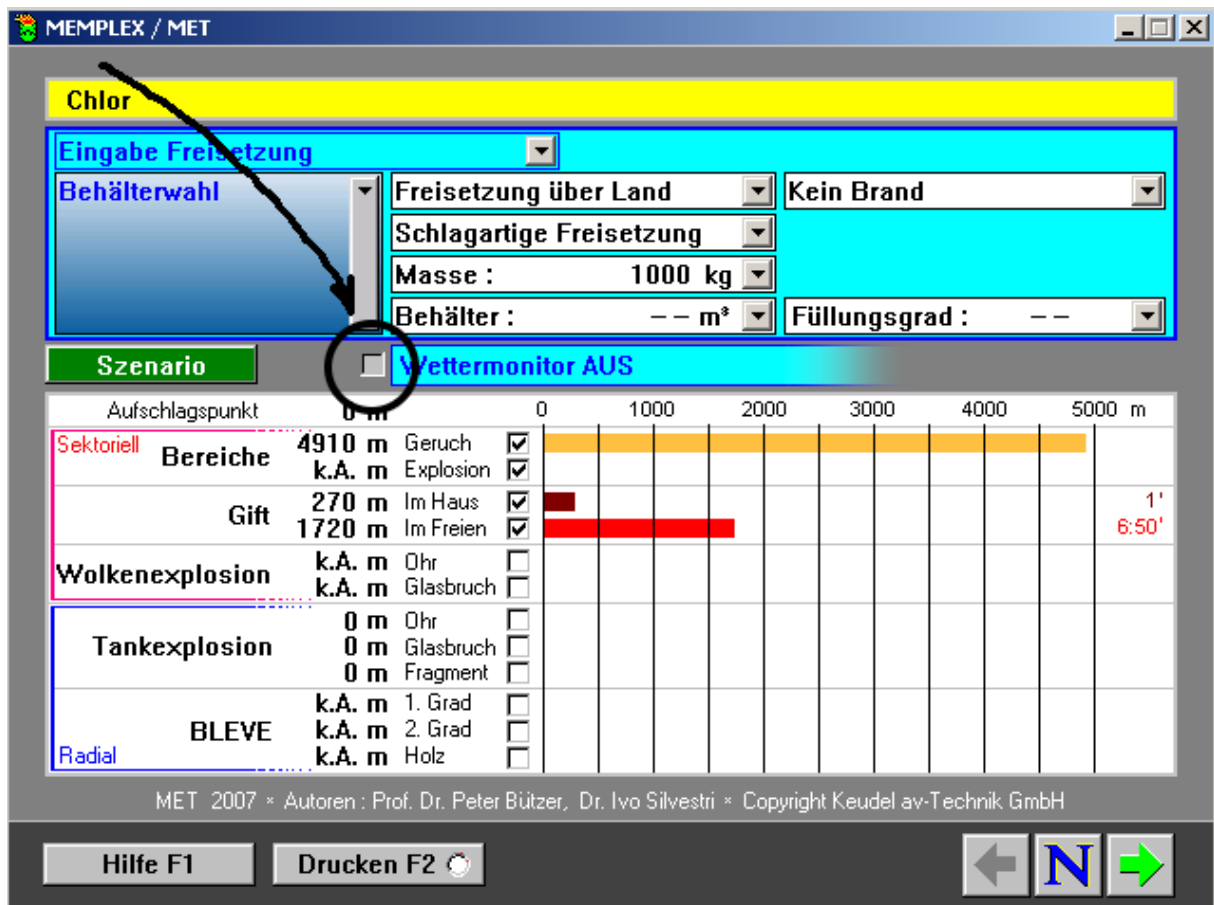 MEMPLEX / MET
Chlor
Eingabe Freisetzung
Behälterwahl
Freisetzung über Land
Kein Brand
Schlagartige Freisetzung
Masse : 1000 kg
Behälter : – – m³
Füllungsgrad : – –
Szenario
Wettermonitor AUS
Aufschlagspunkt 0 m 0 1000 2000 3000 4000 5000 m
Sektoriell Bereiche 4910 m Geruch
k.A. m Explosion
Gift 270 m Im Haus 1'
1720 m Im Freien 6:50'
Wolkenexplosion k.A. m Ohr
k.A. m Glasbruch
Tankexplosion 0 m Ohr
0 m Glasbruch
0 m Fragment
BLEVE k.A. m 1. Grad
k.A. m 2. Grad
Radial k.A. m Holz
MET 2007 * Autoren : Prof. Dr. Peter Bützer, Dr. Ivo Silvestri * Copyright Keudel av-Technik GmbH
Hilfe F1
Drucken F2
N